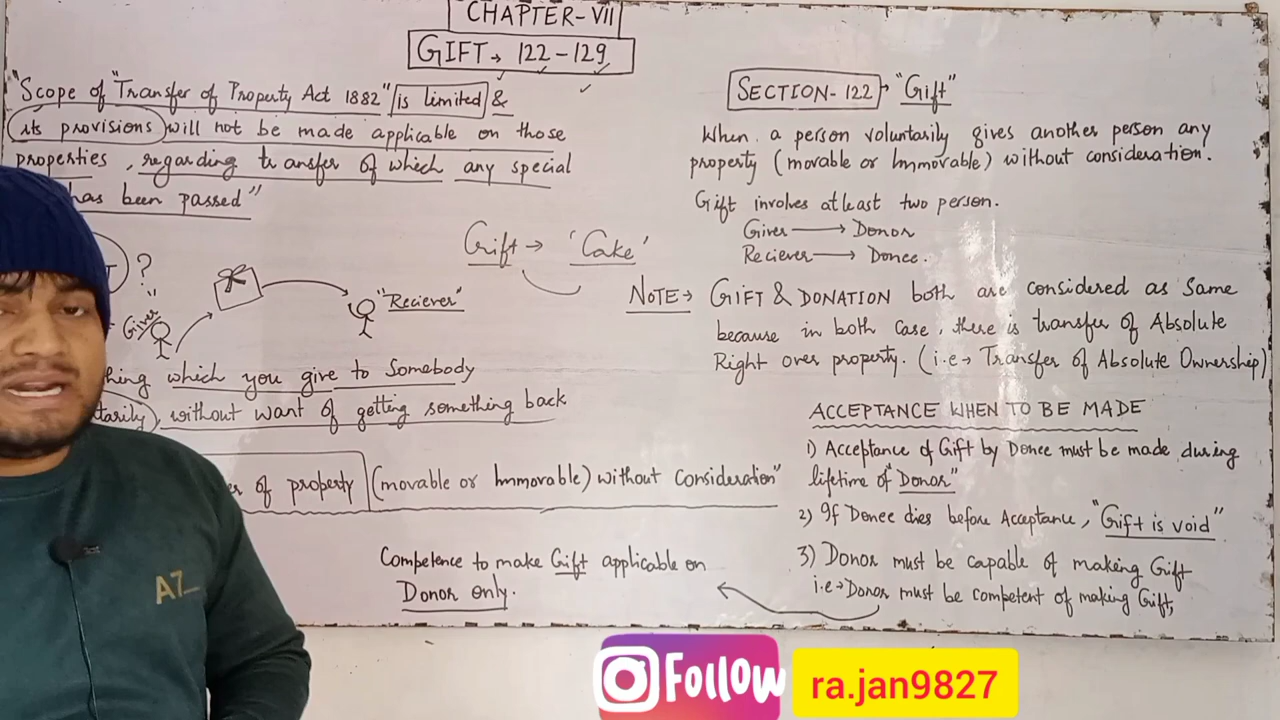 CHAPTER-VII
GIFT → 122-129
"Scope of "Transfer of Property Act 1882" is limited &
its provisions will not be made applicable on those
properties, regarding transfer of which any special
has been passed"
?
Giver"
"Reciever"
Gift → 'Cake'
which you give to Somebody
without want of getting something back
of property (movable or Immovable) without Consideration"
Competence to make Gift applicable on
Donor only.
SECTION-122 → "Gift"
When a person voluntarily gives another person any
property (movable or Immovable) without consideration.
Gift involves atleast two person.
Giver → Donor
Reciever → Donee.
NOTE → GIFT & DONATION both are considered as Same
because in both Case, there is transfer of Absolute
Right over property. (i.e → Transfer of Absolute Ownership)
ACCEPTANCE WHEN TO BE MADE
1) Acceptance of Gift by Donee must be made during
lifetime of "Donor"
2) If Donee dies before Acceptance, "Gift is void"
3) Donor must be capable of making Gift
i.e → Donor must be competent of making Gift,
A7
Follow
ra.jan9827